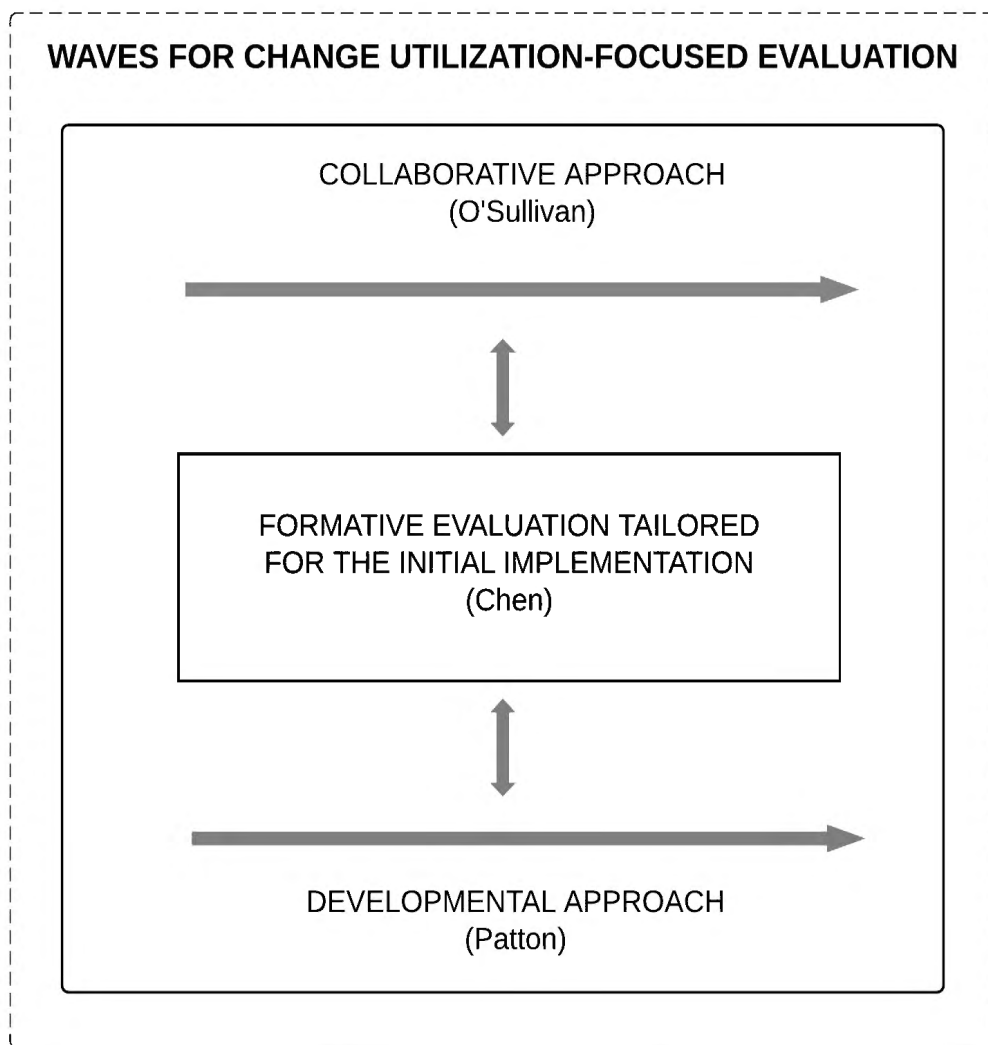 WAVES FOR CHANGE UTILIZATION-FOCUSED EVALUATION
COLLABORATIVE APPROACH
(O'Sullivan)
FORMATIVE EVALUATION TAILORED
FOR THE INITIAL IMPLEMENTATION
(Chen)
DEVELOPMENTAL APPROACH
(Patton)